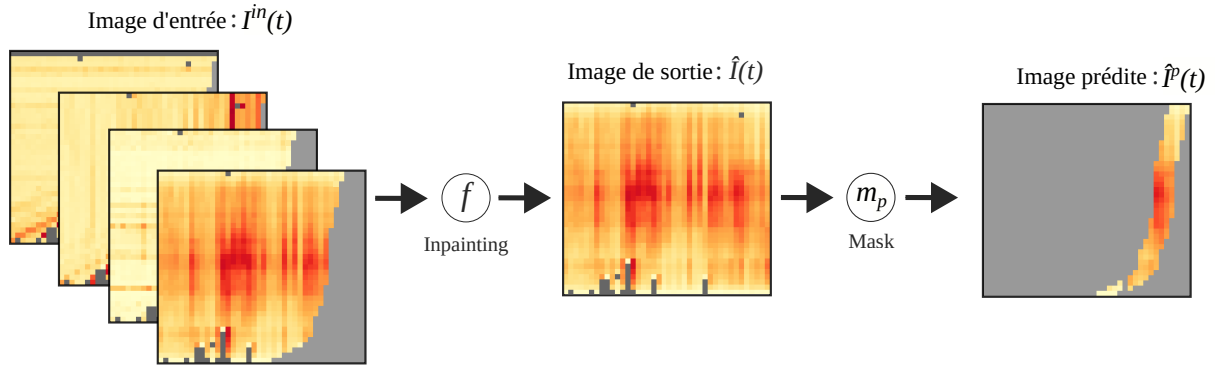 Image d'entrée : I^in(t)
Image de sortie : Î(t)
Image prédite : Î^p(t)
f
Inpainting
m_p
Mask